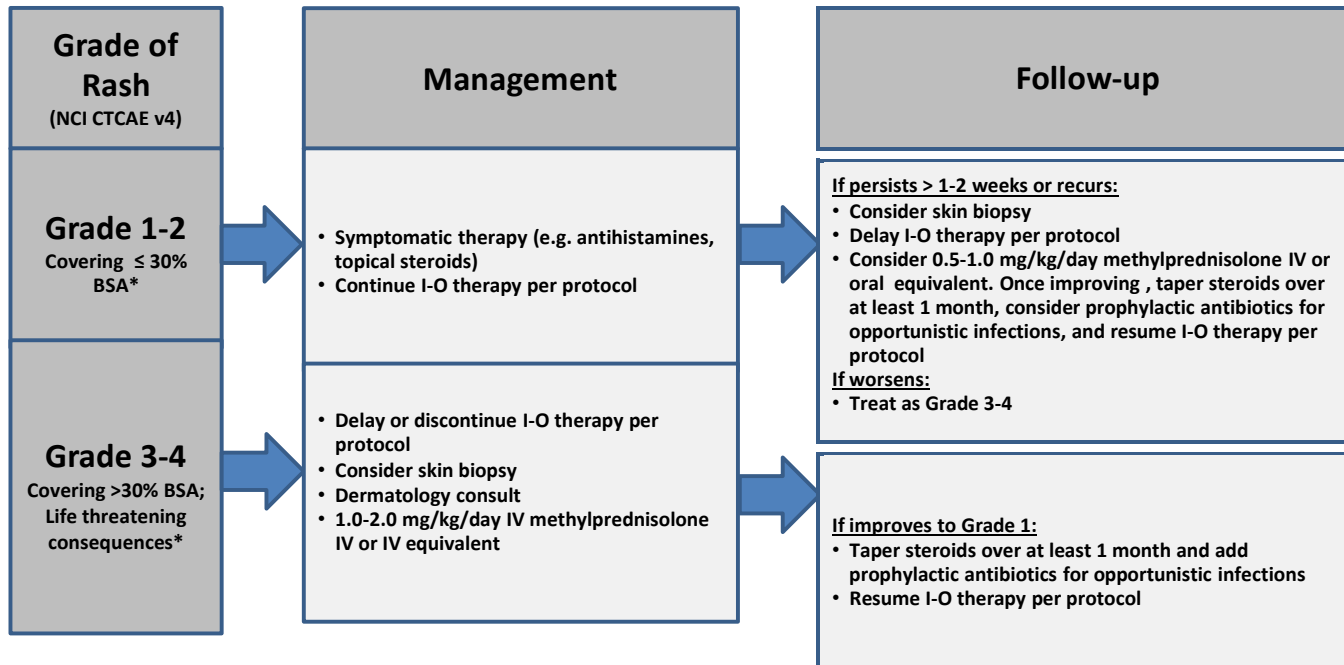 Grade of
Rash
(NCI CTCAE v4)
Management
Follow-up
Grade 1-2
Covering ≤ 30%
BSA*
• Symptomatic therapy (e.g. antihistamines,
topical steroids)
• Continue I-O therapy per protocol
If persists > 1-2 weeks or recurs:
• Consider skin biopsy
• Delay I-O therapy per protocol
• Consider 0.5-1.0 mg/kg/day methylprednisolone IV or
oral equivalent. Once improving , taper steroids over
at least 1 month, consider prophylactic antibiotics for
opportunistic infections, and resume I-O therapy per
protocol
If worsens:
• Treat as Grade 3-4
Grade 3-4
Covering >30% BSA;
Life threatening
consequences*
• Delay or discontinue I-O therapy per
protocol
• Consider skin biopsy
• Dermatology consult
• 1.0-2.0 mg/kg/day IV methylprednisolone
IV or IV equivalent
If improves to Grade 1:
• Taper steroids over at least 1 month and add
prophylactic antibiotics for opportunistic infections
• Resume I-O therapy per protocol